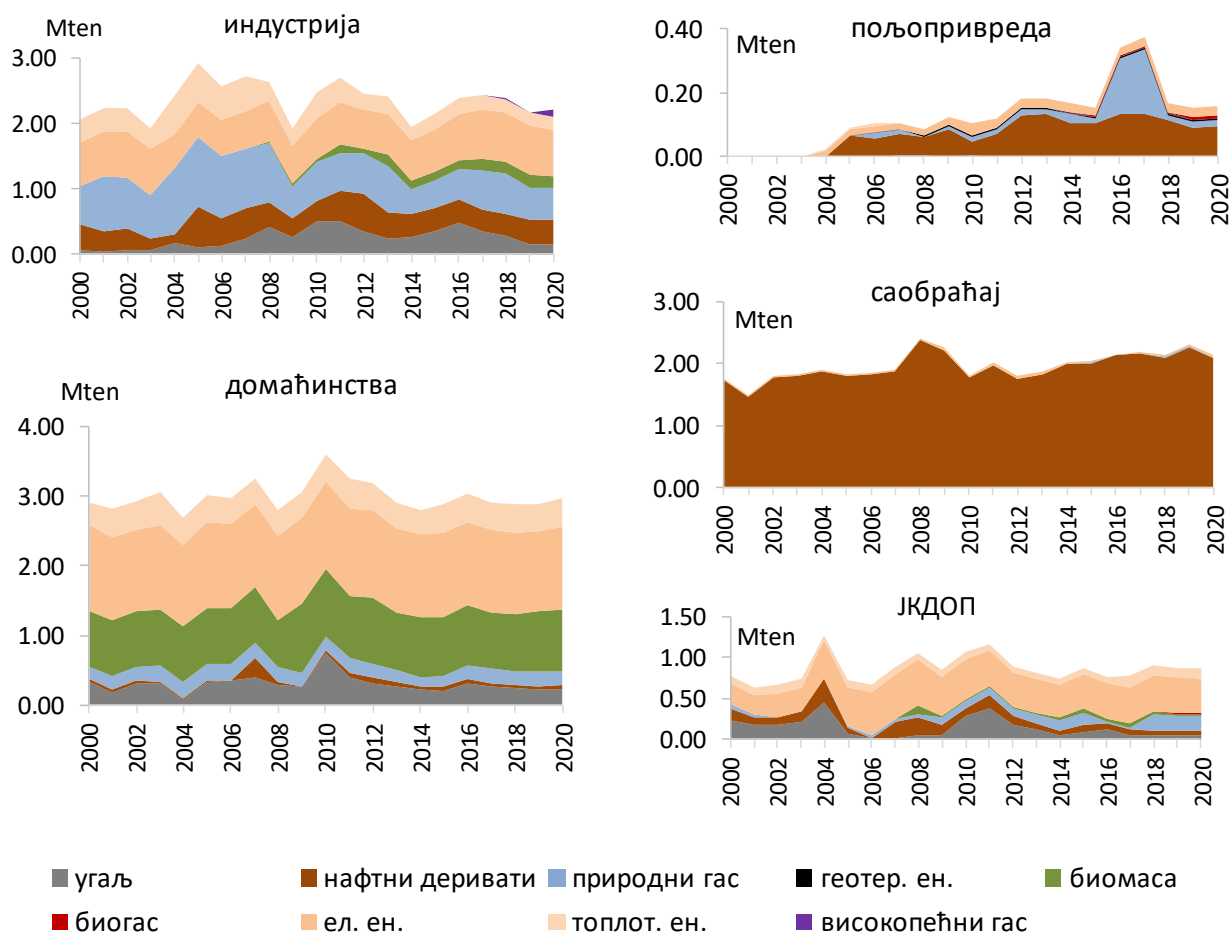 индустрија
Mten
3.00
2.00
1.00
0.00
2000 2002 2004 2006 2008 2010 2012 2014 2016 2018 2020
пољопривреда
Mten
0.40
0.20
0.00
2000 2002 2004 2006 2008 2010 2012 2014 2016 2018 2020
саобраћај
Mten
3.00
2.00
1.00
0.00
2000 2002 2004 2006 2008 2010 2012 2014 2016 2018 2020
домаћинства
Mten
4.00
3.00
2.00
1.00
0.00
2000 2002 2004 2006 2008 2010 2012 2014 2016 2018 2020
ЈКДОП
Mten
1.50
1.00
0.50
0.00
2000 2002 2004 2006 2008 2010 2012 2014 2016 2018 2020
угаљ нафтни деривати природни гас геотер. ен. биомаса
биогас ел. ен. топлот. ен. високопећни гас